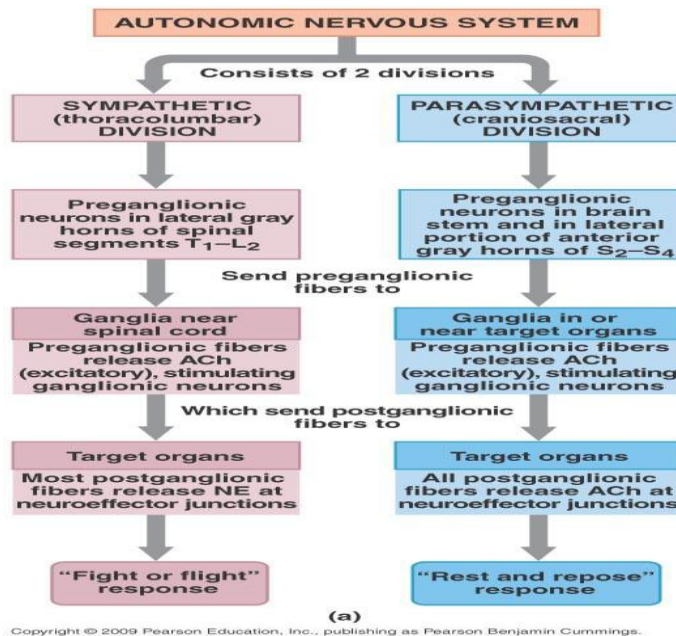 AUTONOMIC NERVOUS SYSTEM
Consists of 2 divisions
SYMPATHETIC
(thoracolumbar)
DIVISION
PARASYMPATHETIC
(craniosacral)
DIVISION
Preganglionic
neurons in lateral gray
horns of spinal
segments T₁–L₂
Preganglionic
neurons in brain
stem and in lateral
portion of anterior
gray horns of S₂–S₄
Send preganglionic
fibers to
Ganglia near
spinal cord
Preganglionic fibers
release ACh
(excitatory), stimulating
ganglionic neurons
Ganglia in or
near target organs
Preganglionic fibers
release ACh
(excitatory), stimulating
ganglionic neurons
Which send postganglionic
fibers to
Target organs
Most postganglionic
fibers release NE at
neuroeffector junctions
Target organs
All postganglionic
fibers release ACh at
neuroeffector junctions
“Fight or flight”
response
“Rest and repose”
response
(a)
Copyright © 2009 Pearson Education, Inc., publishing as Pearson Benjamin Cummings.